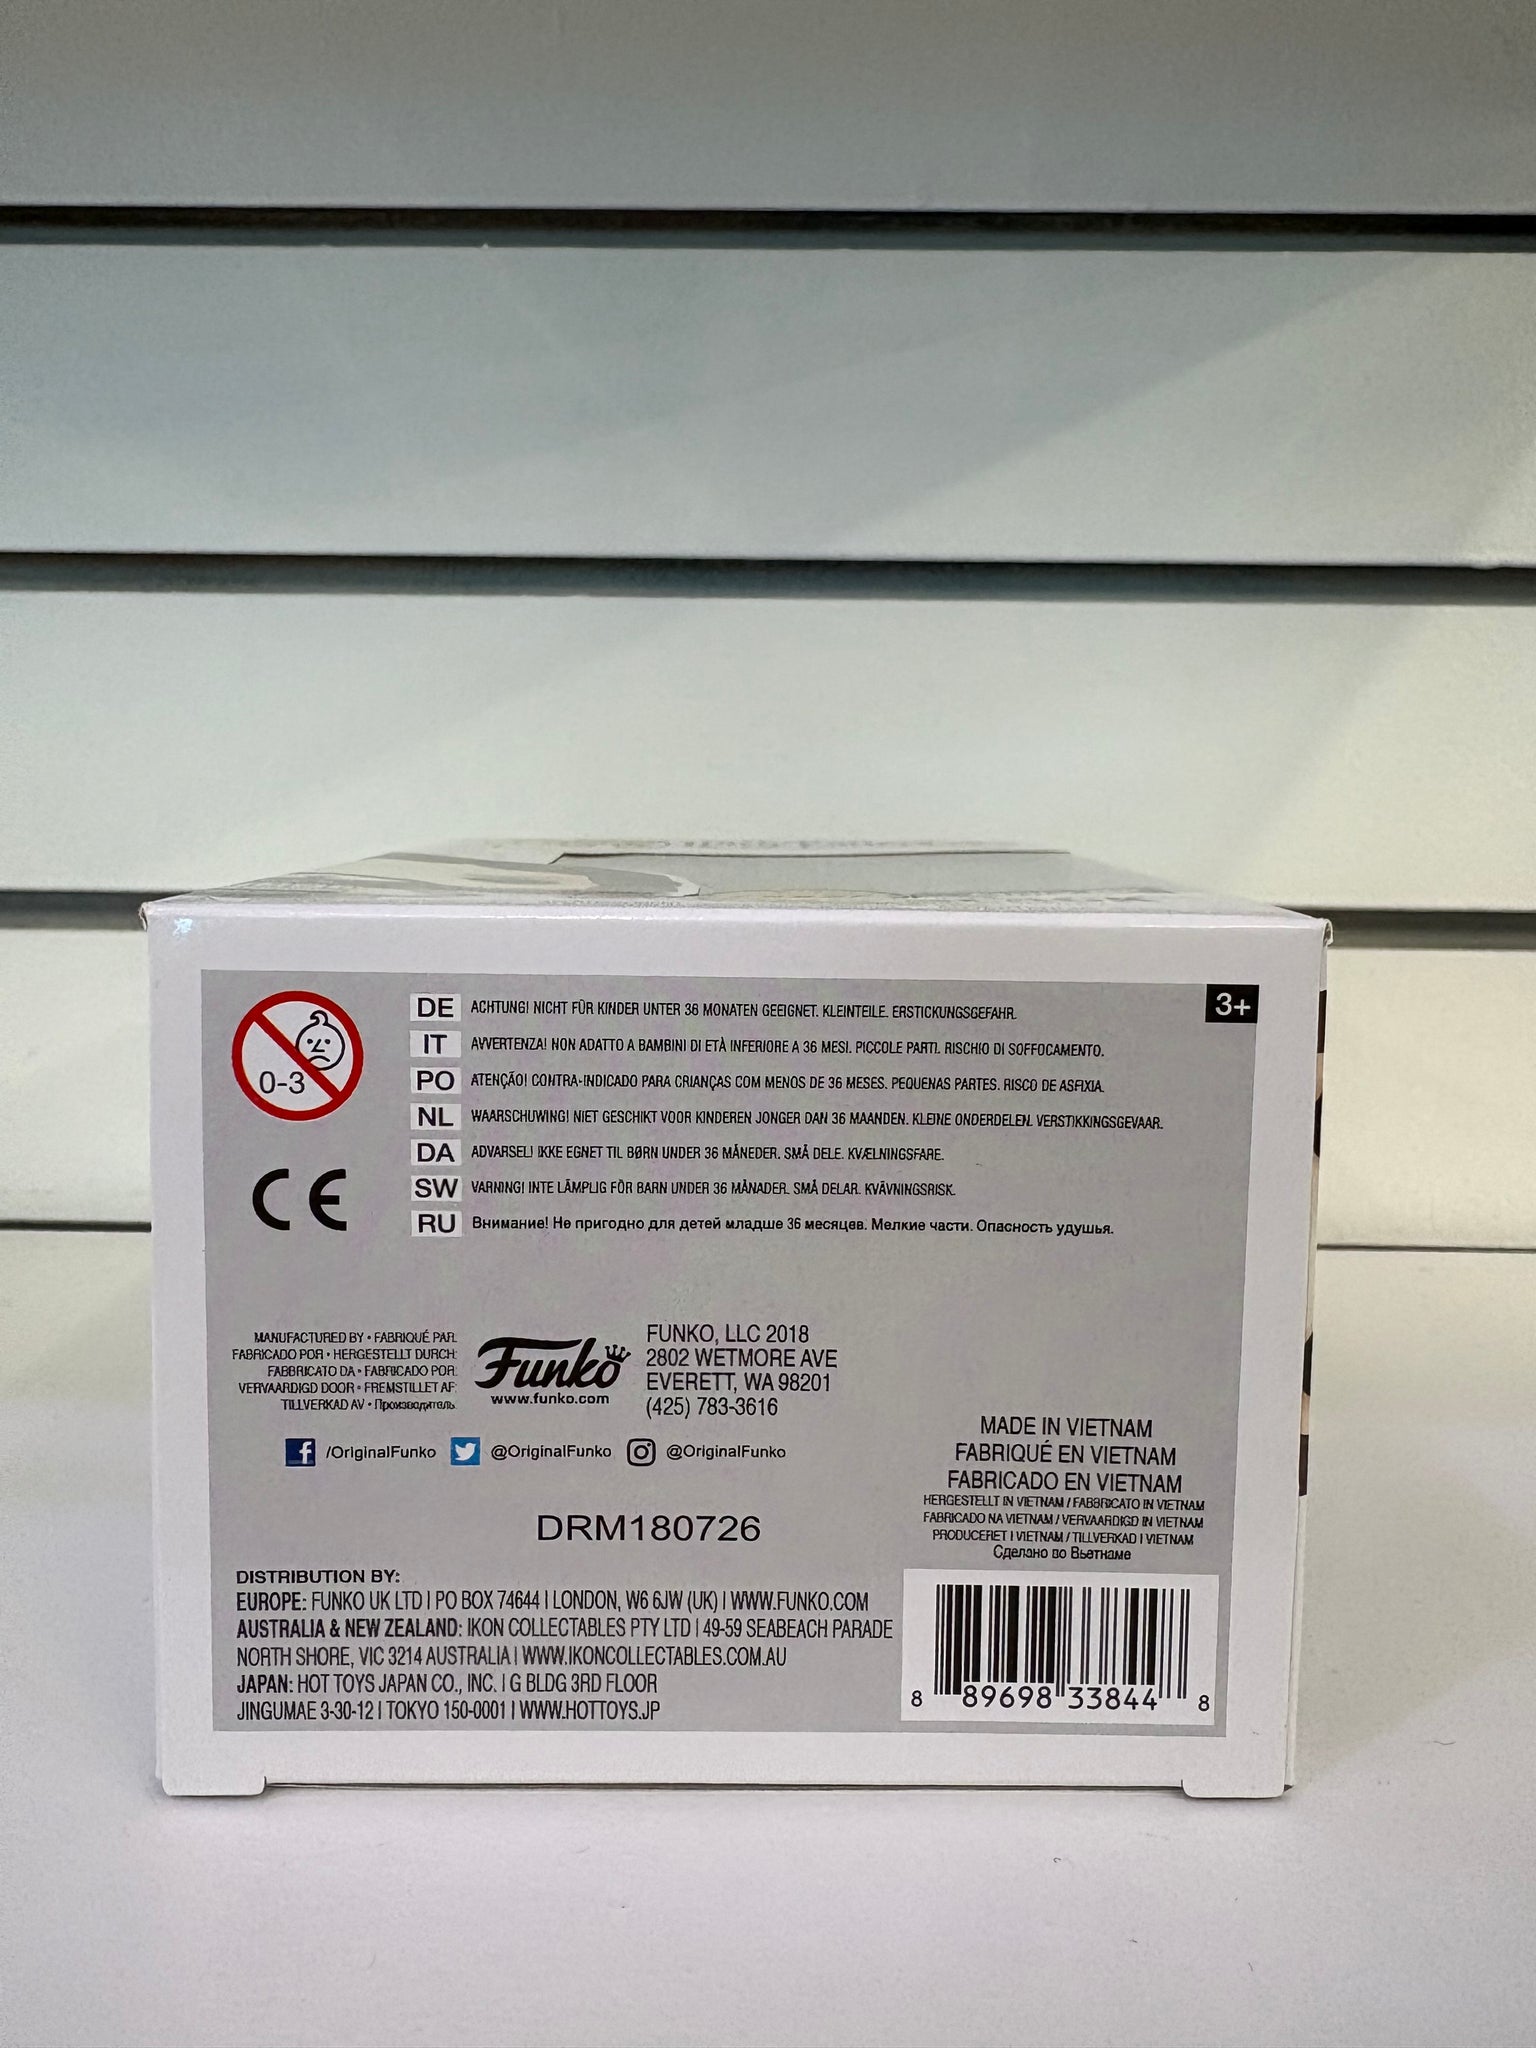 0-3
DE ACHTUNG! NICHT FÜR KINDER UNTER 36 MONATEN GEEIGNET. KLEINTEILE. ERSTICKUNGSGEFAHR.
3+
IT AVVERTENZA! NON ADATTO A BAMBINI DI ETÀ INFERIORE A 36 MESI. PICCOLE PARTI. RISCHIO DI SOFFOCAMENTO.
PO ATENÇÃO! CONTRA-INDICADO PARA CRIANÇAS COM MENOS DE 36 MESES. PEQUENAS PARTES. RISCO DE ASFIXIA.
NL WAARSCHUWING! NIET GESCHIKT VOOR KINDEREN JONGER DAN 36 MAANDEN. KLEINE ONDERDELEN. VERSTIKKINGSGEVAAR.
DA ADVARSEL! IKKE EGNET TIL BØRN UNDER 36 MÅNEDER. SMÅ DELE. KVÆLNINGSFARE.
SW VARNING! INTE LÄMPLIG FÖR BARN UNDER 36 MÅNADER. SMÅ DELAR. KVÄVNINGSRISK.
RU Внимание! Не пригодно для детей младше 36 месяцев. Мелкие части. Опасность удушья.
CE
MANUFACTURED BY • FABRIQUÉ PAR:
FABRICADO POR • HERGESTELLT DURCH:
FABBRICATO DA • FABRICADO POR:
VERVAARDIGD DOOR • FREMSTILLET AF:
TILLVERKAD AV • Производитель:
Funko
www.funko.com
FUNKO, LLC 2018
2802 WETMORE AVE
EVERETT, WA 98201
(425) 783-3616
/OriginalFunko @OriginalFunko @OriginalFunko
MADE IN VIETNAM
FABRIQUÉ EN VIETNAM
FABRICADO EN VIETNAM
HERGESTELLT IN VIETNAM / FABBRICATO IN VIETNAM
FABRICADO NA VIETNAM / VERVAARDIGD IN VIETNAM
PRODUCERET I VIETNAM / TILLVERKAD I VIETNAM
Сделано во Вьетнаме
DRM180726
DISTRIBUTION BY:
EUROPE: FUNKO UK LTD | PO BOX 74644 | LONDON, W6 6JW (UK) | WWW.FUNKO.COM
AUSTRALIA & NEW ZEALAND: IKON COLLECTABLES PTY LTD | 49-59 SEABEACH PARADE
NORTH SHORE, VIC 3214 AUSTRALIA | WWW.IKONCOLLECTABLES.COM.AU
JAPAN: HOT TOYS JAPAN CO., INC. | G BLDG 3RD FLOOR
JINGUMAE 3-30-12 | TOKYO 150-0001 | WWW.HOTTOYS.JP
8 89698 33844 8